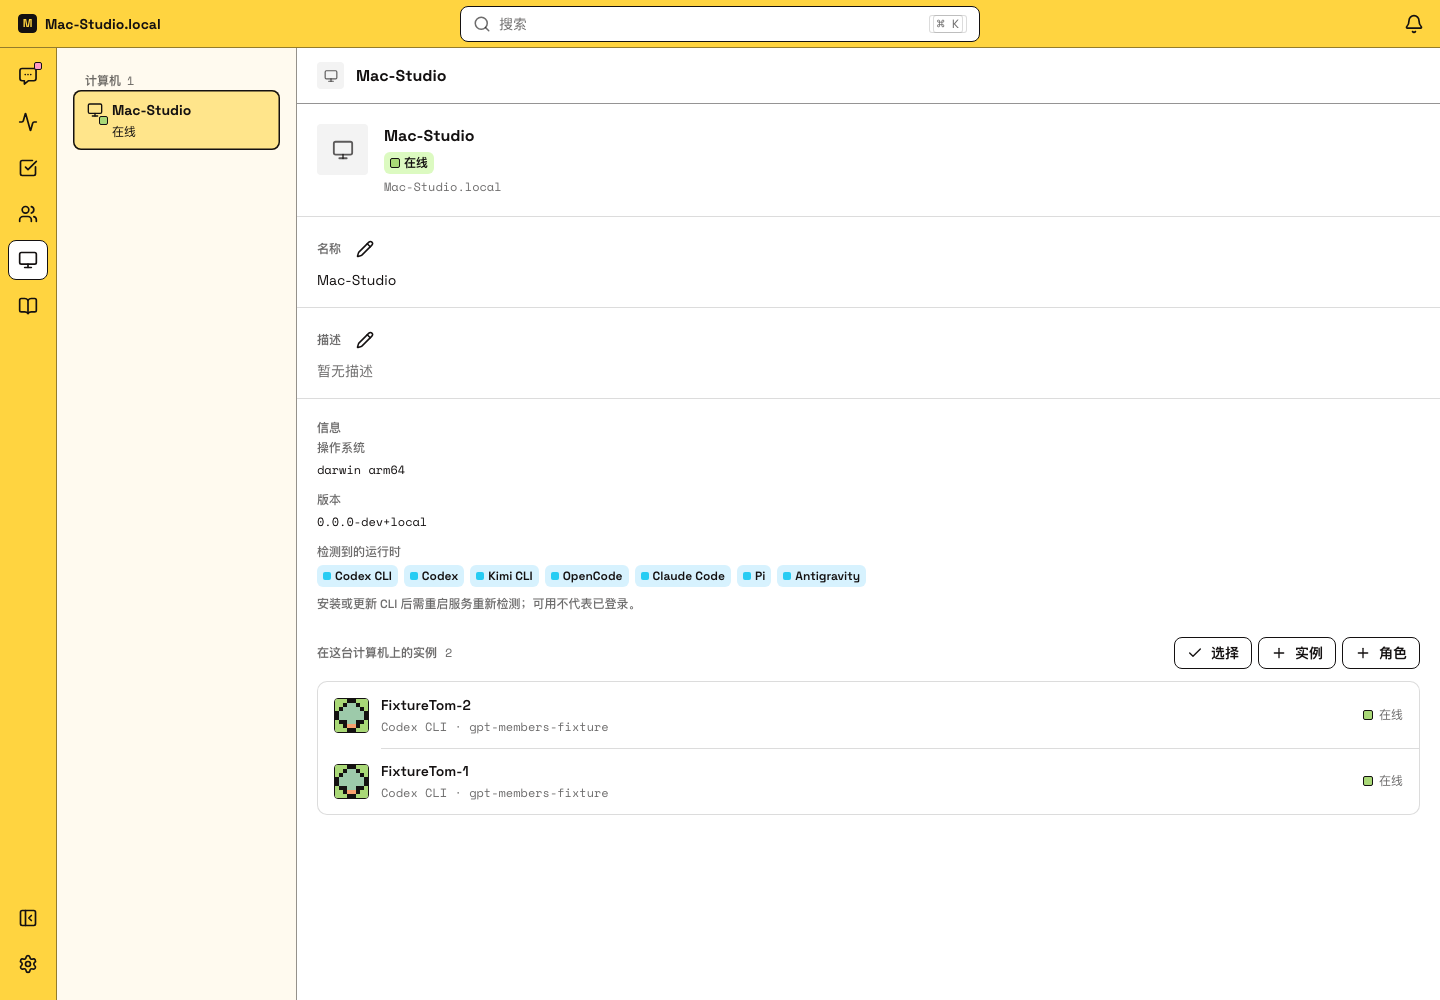 M Mac-Studio.local
搜索 ⌘ K
计算机 1
Mac-Studio
在线
Mac-Studio
Mac-Studio
在线
Mac-Studio.local
名称
Mac-Studio
描述
暂无描述
信息
操作系统
darwin arm64
版本
0.0.0-dev+local
检测到的运行时
Codex CLI Codex Kimi CLI OpenCode Claude Code Pi Antigravity
安装或更新 CLI 后需重启服务重新检测；可用不代表已登录。
在这台计算机上的实例 2 选择 实例 角色
FixtureTom-2
Codex CLI · gpt-members-fixture 在线
FixtureTom-1
Codex CLI · gpt-members-fixture 在线